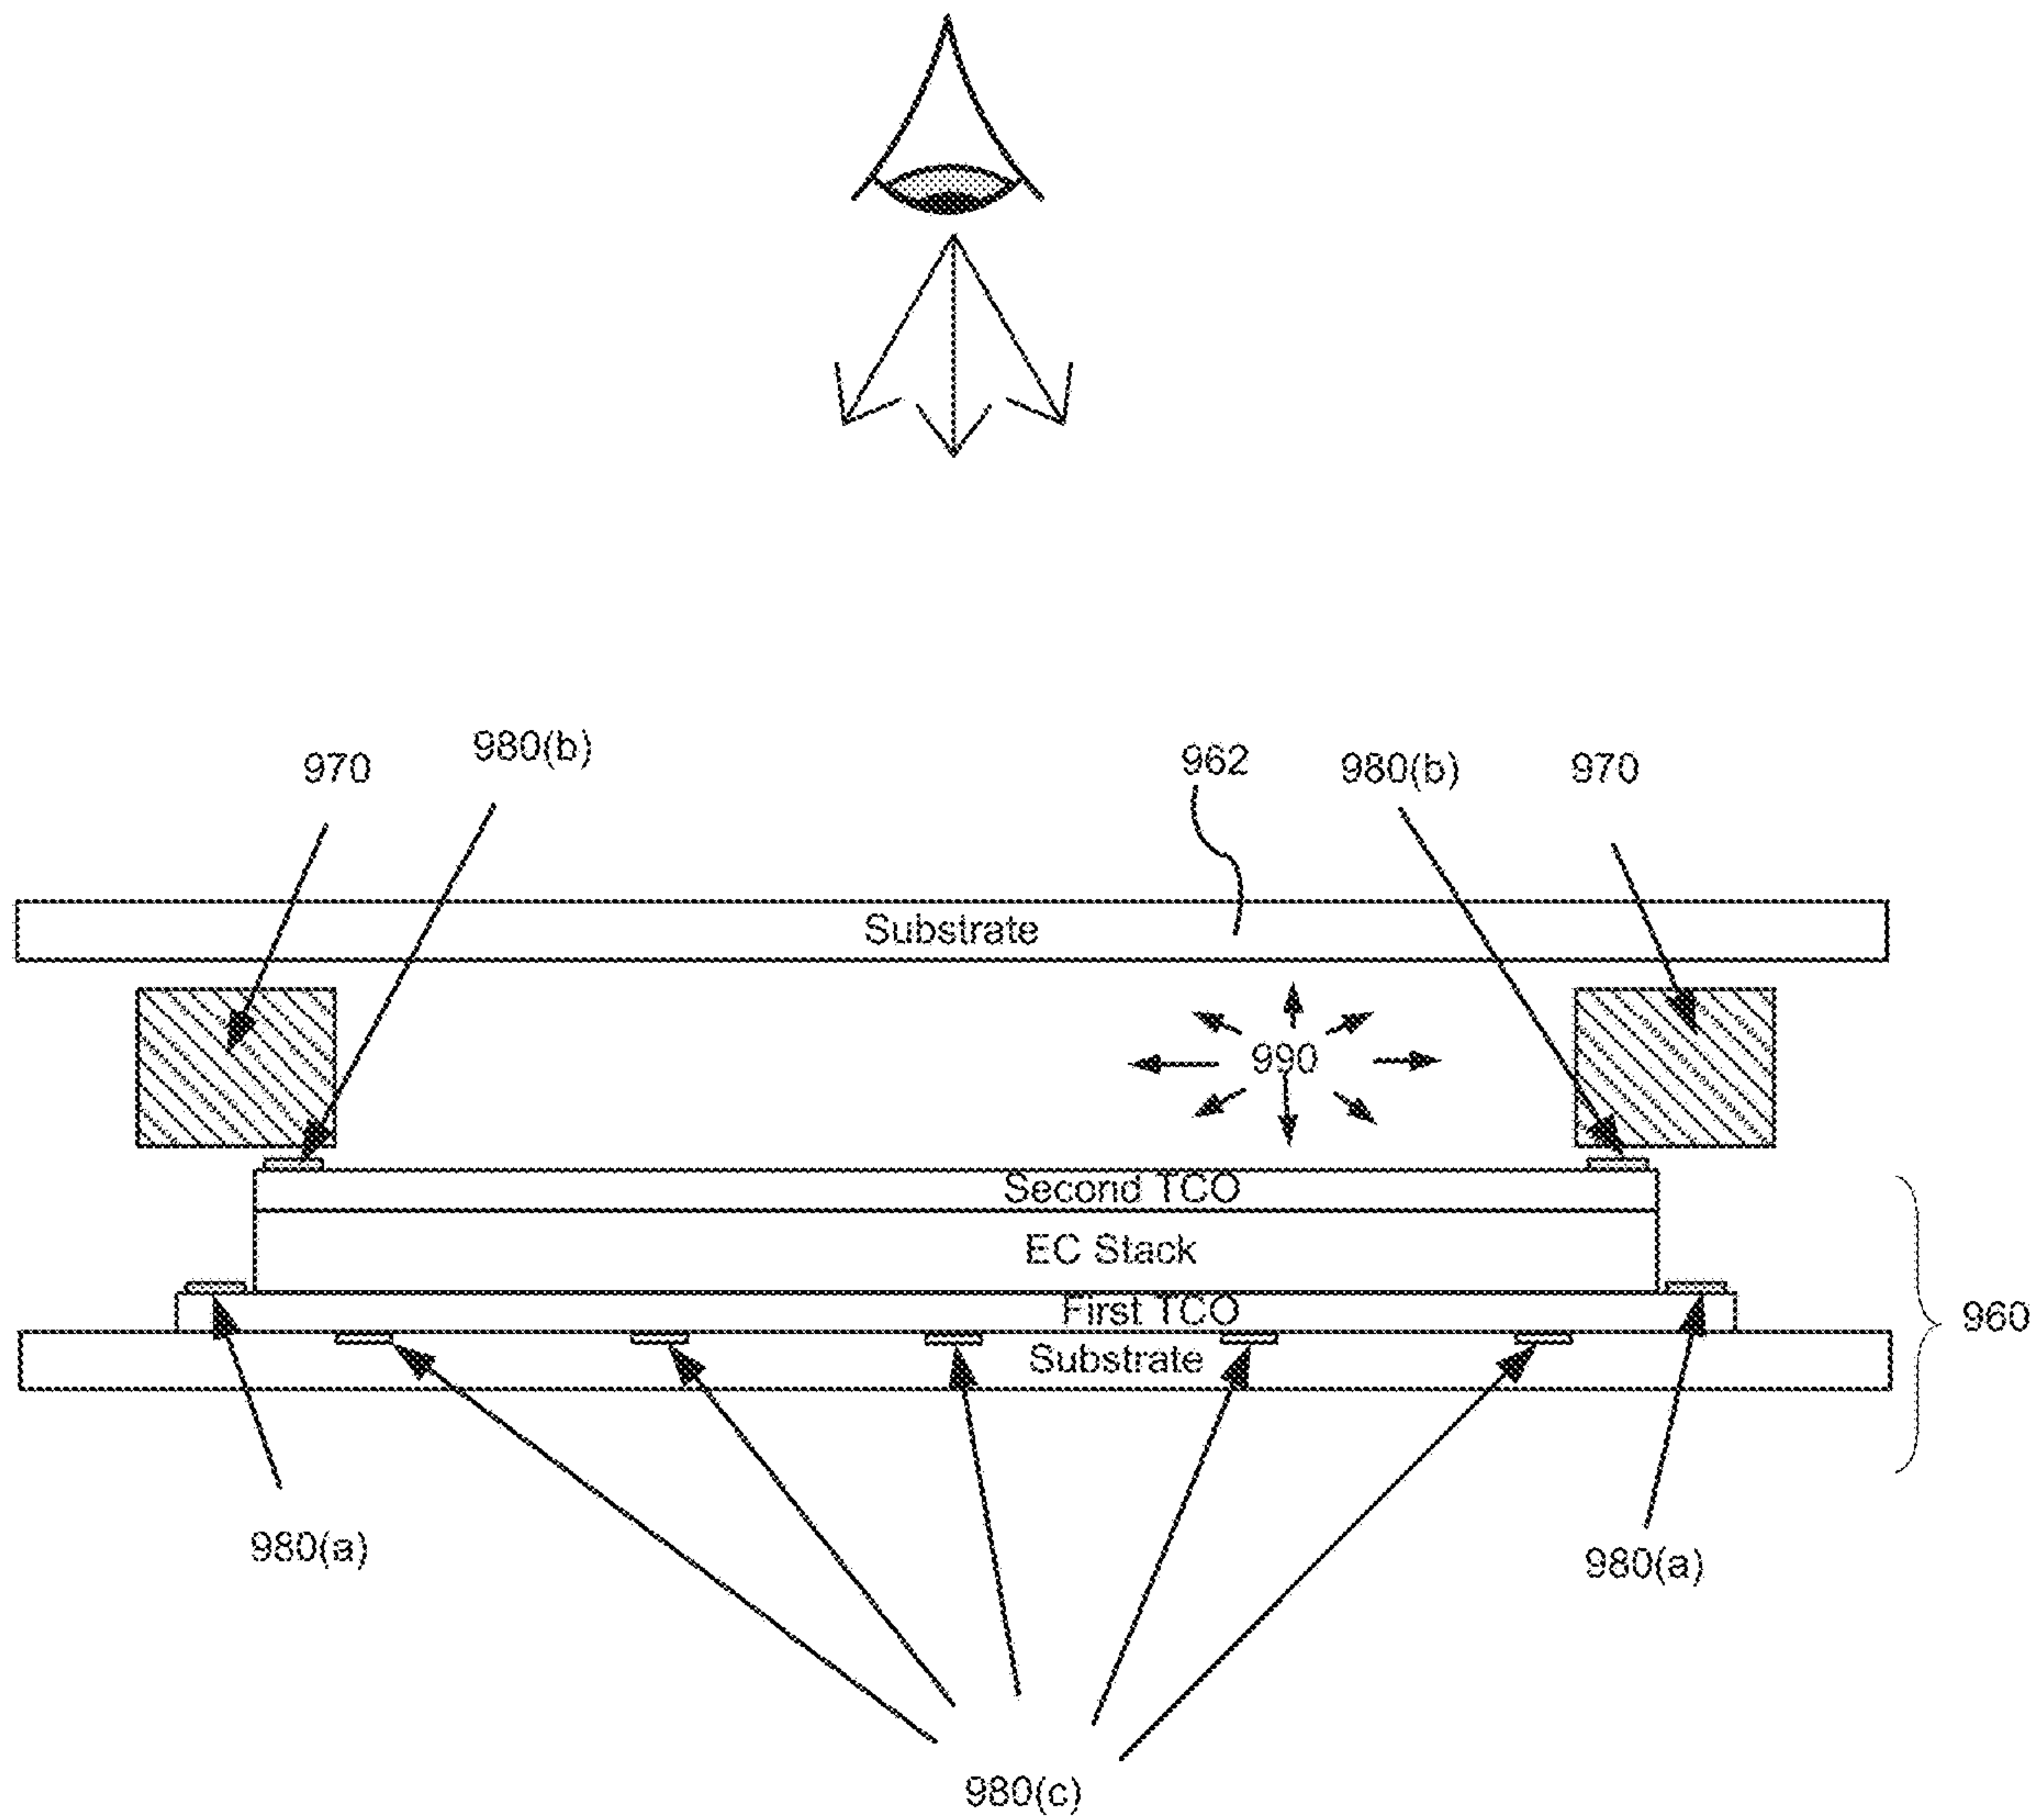 980(b)
970
962
980(b)
970
Substrate
990
Second TCO
EC Stack
First TCO
960
Substrate
980(a)
980(a)
980(c)